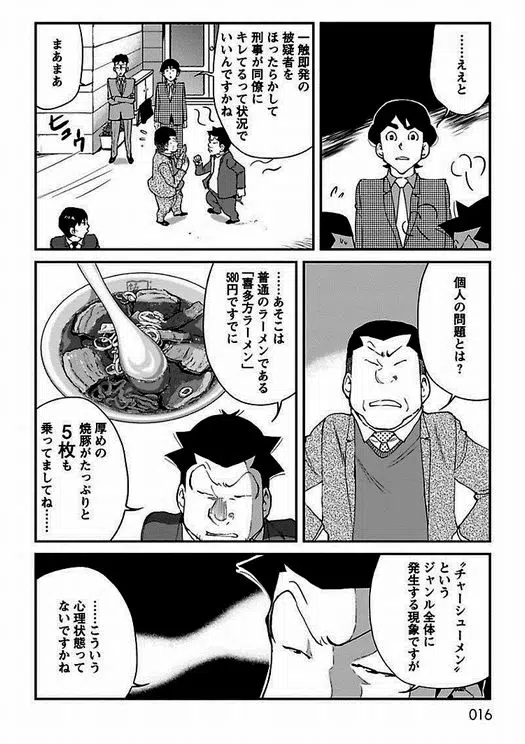 ……ええと
一触即発の
被疑者を
ほったらかして
刑事が同僚に
キレてるって状況で
いいんですかね
まあまあ
ヒュウ
個人の問題とは？
……あそこは
普通のラーメンである
「喜多方ラーメン」
580円ですでに
厚めの
焼豚がたっぷりと
5枚も
乗ってましてね……
〝チャーシューメン〟
という
ジャンル全体に
発生する現象ですが
……こういう
心理状態って
ないですかね
016